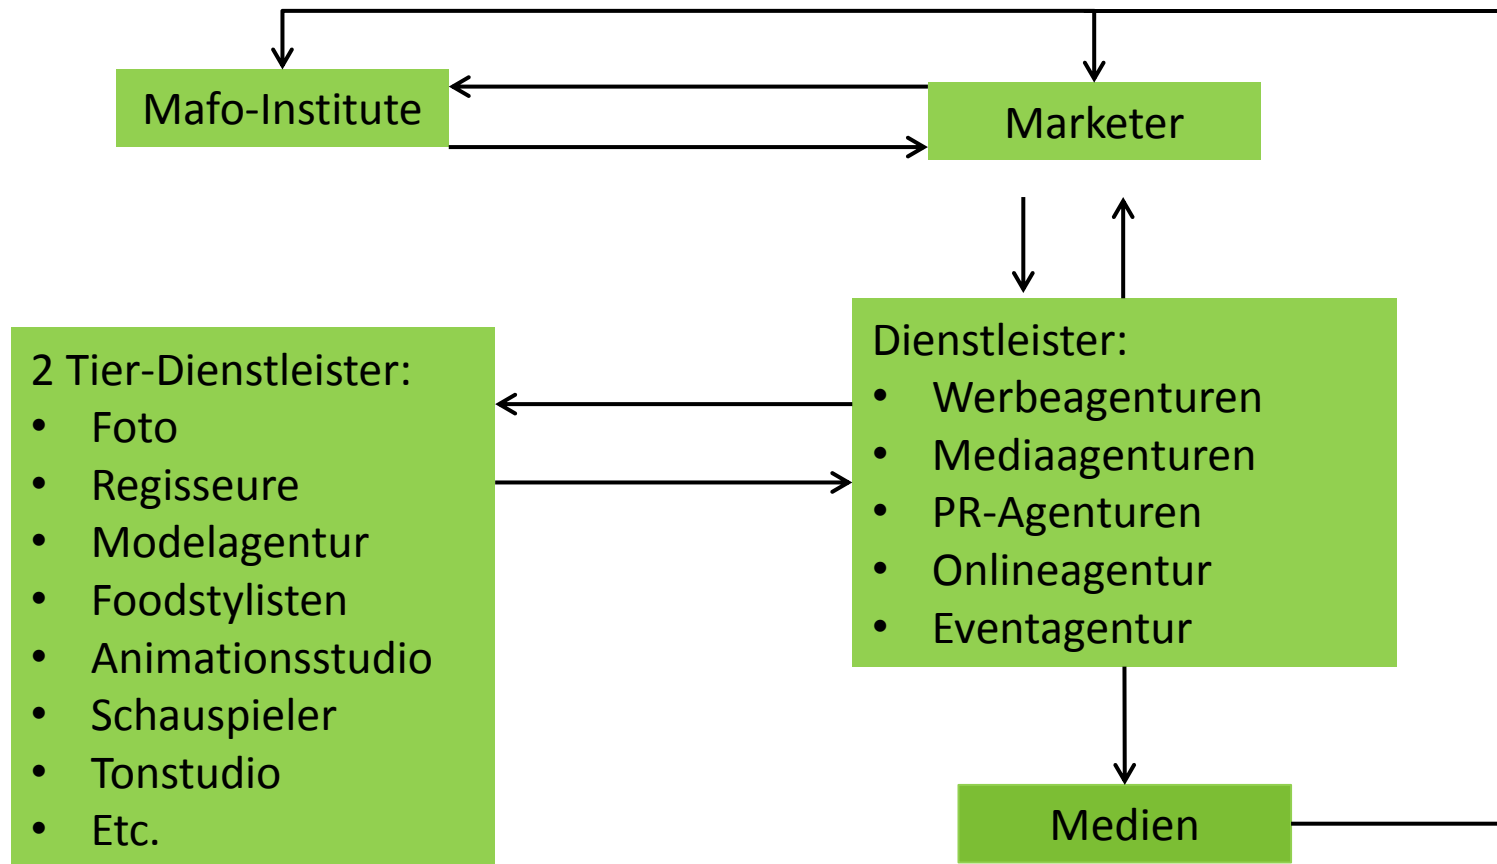 Mafo-Institute
Marketer
2 Tier-Dienstleister:
• Foto
• Regisseure
• Modelagentur
• Foodstylisten
• Animationsstudio
• Schauspieler
• Tonstudio
• Etc.
Dienstleister:
• Werbeagenturen
• Mediaagenturen
• PR-Agenturen
• Onlineagentur
• Eventagentur
Medien